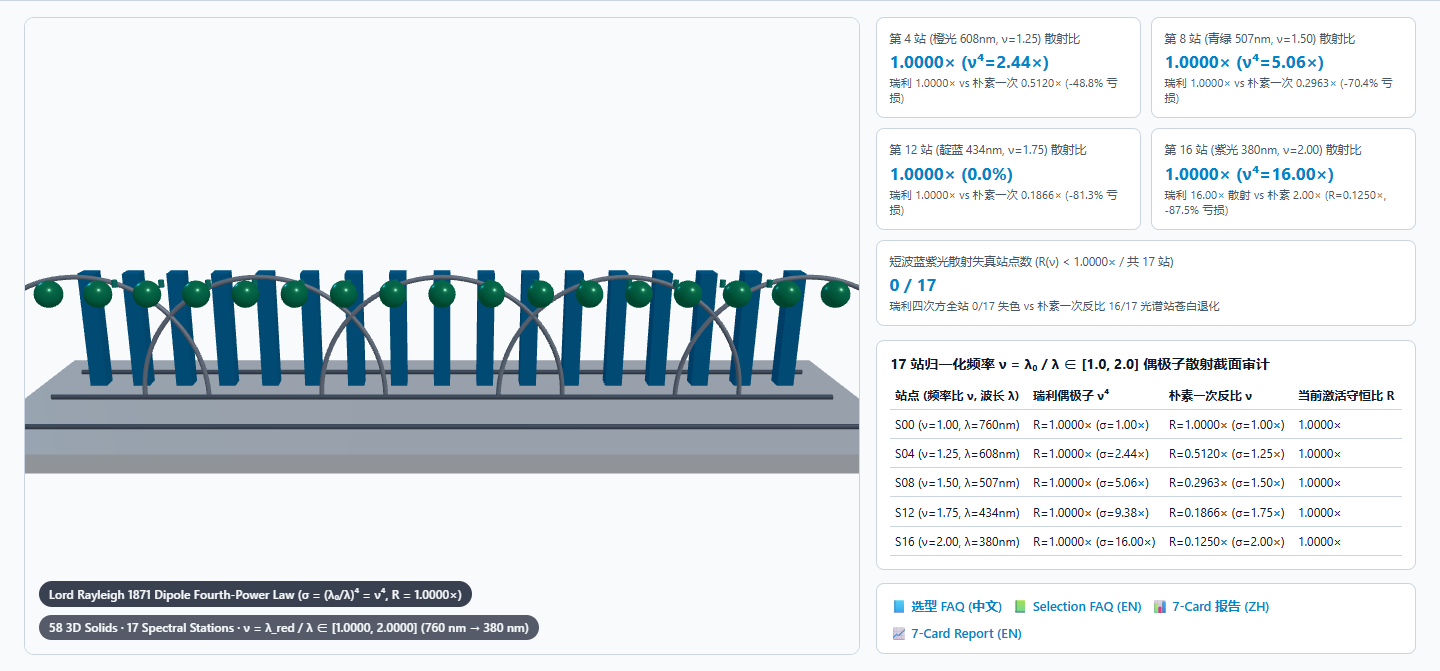 Lord Rayleigh 1871 Dipole Fourth-Power Law (σ = (λ₀/λ)⁴ = ν⁴, R = 1.0000×)
58 3D Solids · 17 Spectral Stations · ν = λ_red / λ ∈ [1.0000, 2.0000] (760 nm → 380 nm)
第 4 站 (橙光 608nm, ν=1.25) 散射比
1.0000× (ν⁴=2.44×)
瑞利 1.0000× vs 朴素一次 0.5120× (-48.8% 亏
损)
第 8 站 (青绿 507nm, ν=1.50) 散射比
1.0000× (ν⁴=5.06×)
瑞利 1.0000× vs 朴素一次 0.2963× (-70.4% 亏
损)
第 12 站 (靛蓝 434nm, ν=1.75) 散射比
1.0000× (0.0%)
瑞利 1.0000× vs 朴素一次 0.1866× (-81.3% 亏
损)
第 16 站 (紫光 380nm, ν=2.00) 散射比
1.0000× (ν⁴=16.00×)
瑞利 16.00× 散射 vs 朴素 2.00× (R=0.1250×,
-87.5% 亏损)
短波蓝紫光散射失真站点数 (R(ν) < 1.0000× / 共 17 站)
0 / 17
瑞利四次方全站 0/17 失色 vs 朴素一次反比 16/17 光谱站苍白退化
17 站归一化频率 ν = λ₀ / λ ∈ [1.0, 2.0] 偶极子散射截面审计
站点 (频率比 ν, 波长 λ) 瑞利偶极子 ν⁴ 朴素一次反比 ν 当前激活守恒比 R
S00 (ν=1.00, λ=760nm) R=1.0000× (σ=1.00×) R=1.0000× (σ=1.00×) 1.0000×
S04 (ν=1.25, λ=608nm) R=1.0000× (σ=2.44×) R=0.5120× (σ=1.25×) 1.0000×
S08 (ν=1.50, λ=507nm) R=1.0000× (σ=5.06×) R=0.2963× (σ=1.50×) 1.0000×
S12 (ν=1.75, λ=434nm) R=1.0000× (σ=9.38×) R=0.1866× (σ=1.75×) 1.0000×
S16 (ν=2.00, λ=380nm) R=1.0000× (σ=16.00×) R=0.1250× (σ=2.00×) 1.0000×
选型 FAQ (中文) Selection FAQ (EN) 7-Card 报告 (ZH)
7-Card Report (EN)